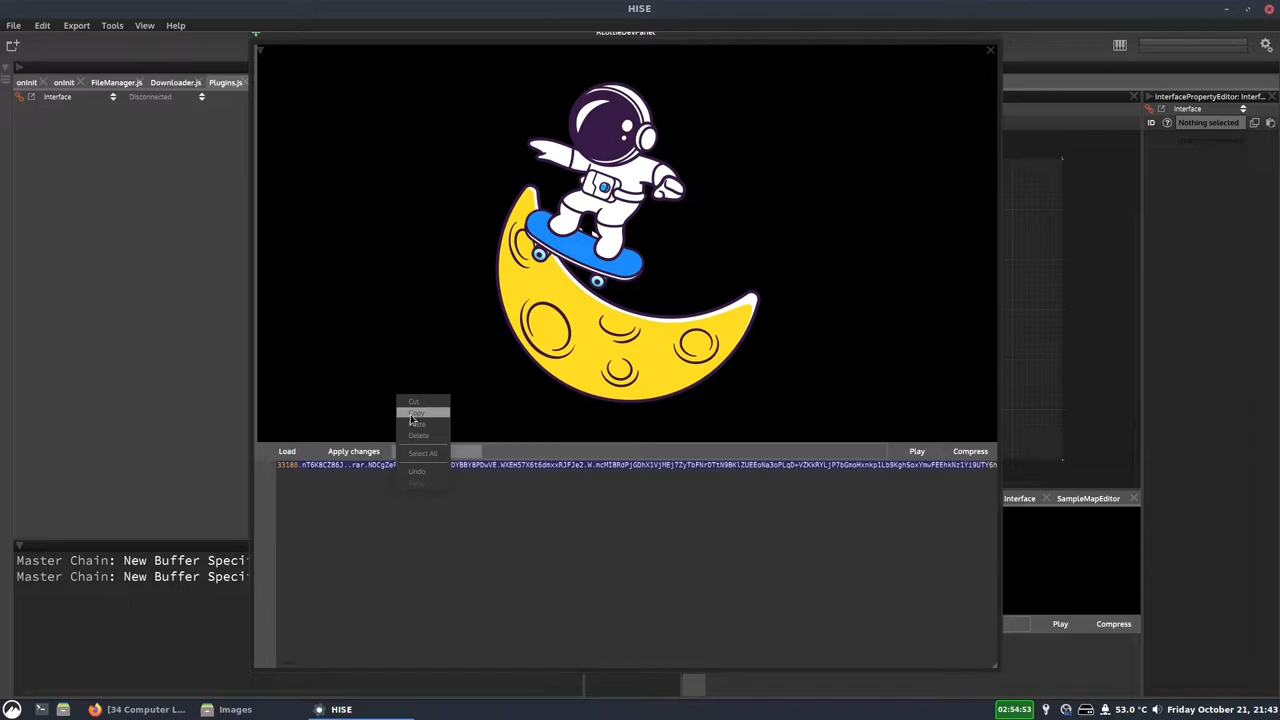 HISE
File Edit Export Tools View Help
RLottieDevPanel
onInit onInit FileManager.js Downloader.js Plugins.js
InterfacePropertyEditor: Interf...
Interface Disconnected
Interface
ID Nothing selected
Cut
Copy
Delete
Select All
Undo
Load Apply changes Play Compress
Interface SampleMapEditor
Master Chain: New Buffer Speci
Master Chain: New Buffer Speci
Play Compress
[34 Computer L... Images HISE 02:54:53 53.0 °C Friday October 21, 21:43